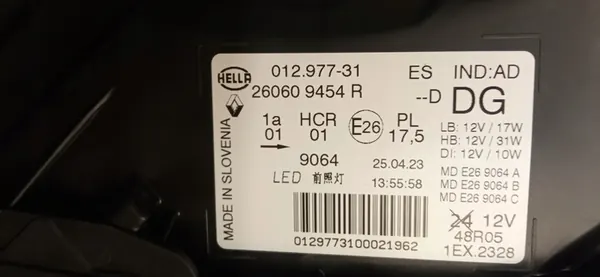 HELLA
012.977-31 ES IND:AD
26060 9454 R --D DG
1a HCR E26 PL
01 01 17,5
LB: 12V / 17W
HB: 12V / 31W
DI: 12V / 10W
9064 25.04.23
LED 前照灯 13:55:58
MD E26 9064 A
MD E26 9064 B
MD E26 9064 C
24 12V
48R05
0129773100021962 1EX.2328
MADE IN SLOVENIA